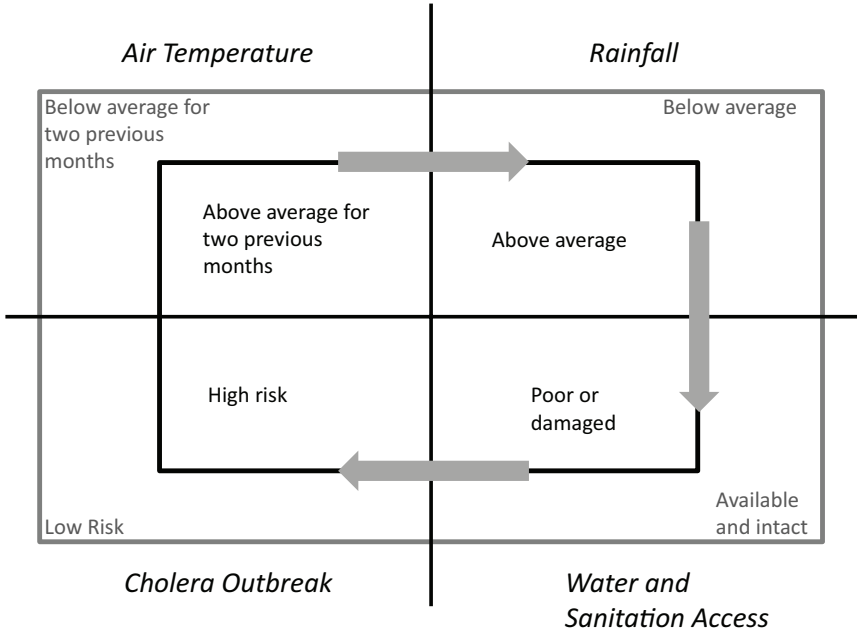 Air Temperature
Rainfall
Below average for
two previous
months
Below average
Above average for
two previous
months
Above average
High risk
Poor or
damaged
Low Risk
Available
and intact
Cholera Outbreak
Water and
Sanitation Access